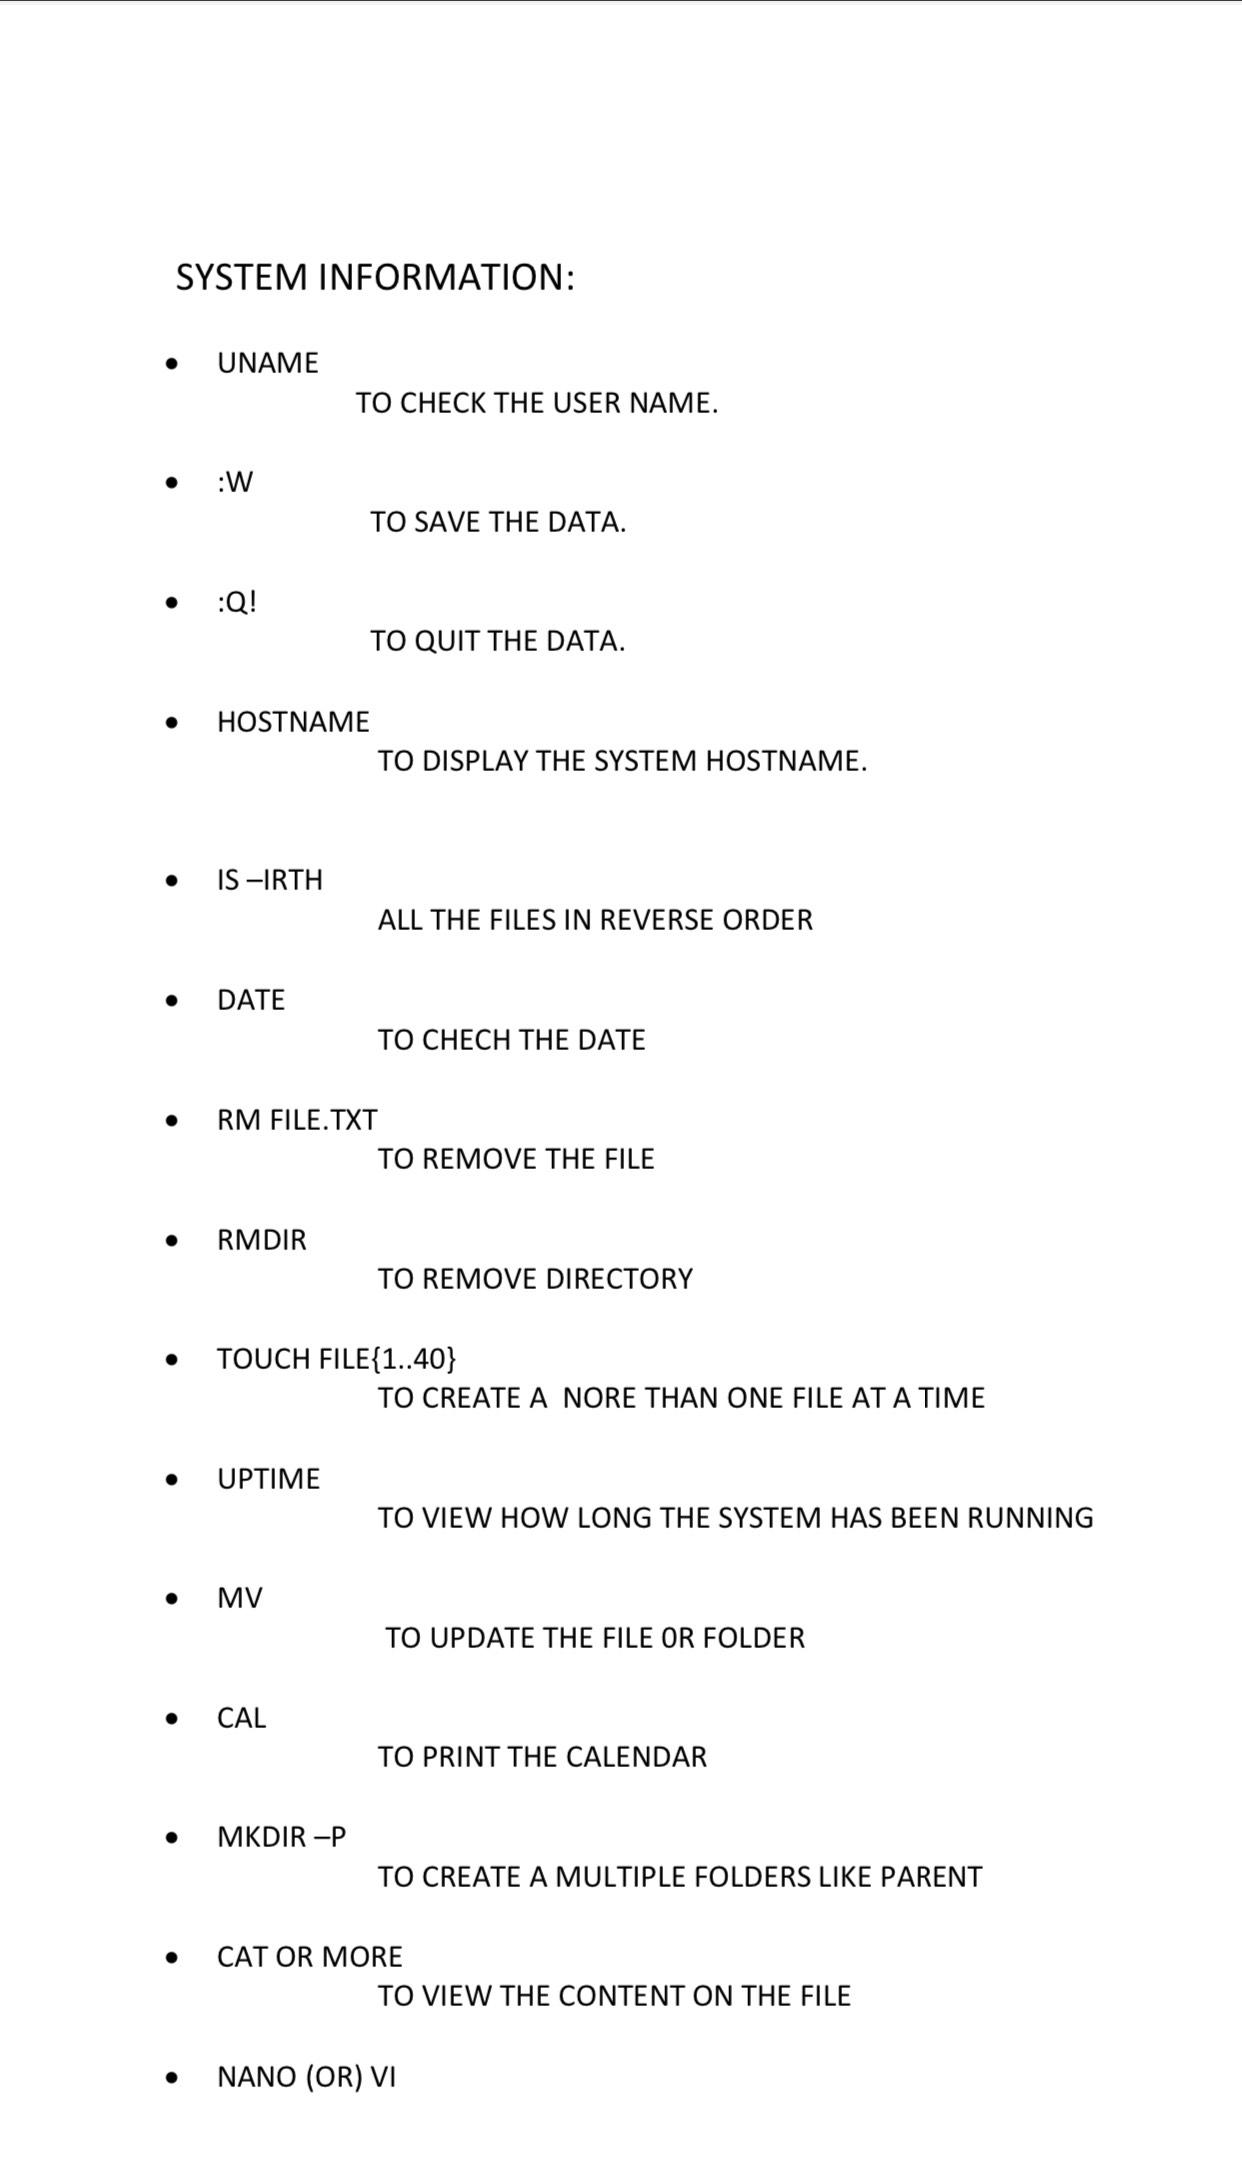 SYSTEM INFORMATION:
• UNAME
TO CHECK THE USER NAME.
• :W
TO SAVE THE DATA.
• :Q!
TO QUIT THE DATA.
• HOSTNAME
TO DISPLAY THE SYSTEM HOSTNAME.
• IS –IRTH
ALL THE FILES IN REVERSE ORDER
• DATE
TO CHECH THE DATE
• RM FILE.TXT
TO REMOVE THE FILE
• RMDIR
TO REMOVE DIRECTORY
• TOUCH FILE{1..40}
TO CREATE A  NORE THAN ONE FILE AT A TIME
• UPTIME
TO VIEW HOW LONG THE SYSTEM HAS BEEN RUNNING
• MV
TO UPDATE THE FILE 0R FOLDER
• CAL
TO PRINT THE CALENDAR
• MKDIR –P
TO CREATE A MULTIPLE FOLDERS LIKE PARENT
• CAT OR MORE
TO VIEW THE CONTENT ON THE FILE
• NANO (OR) VI